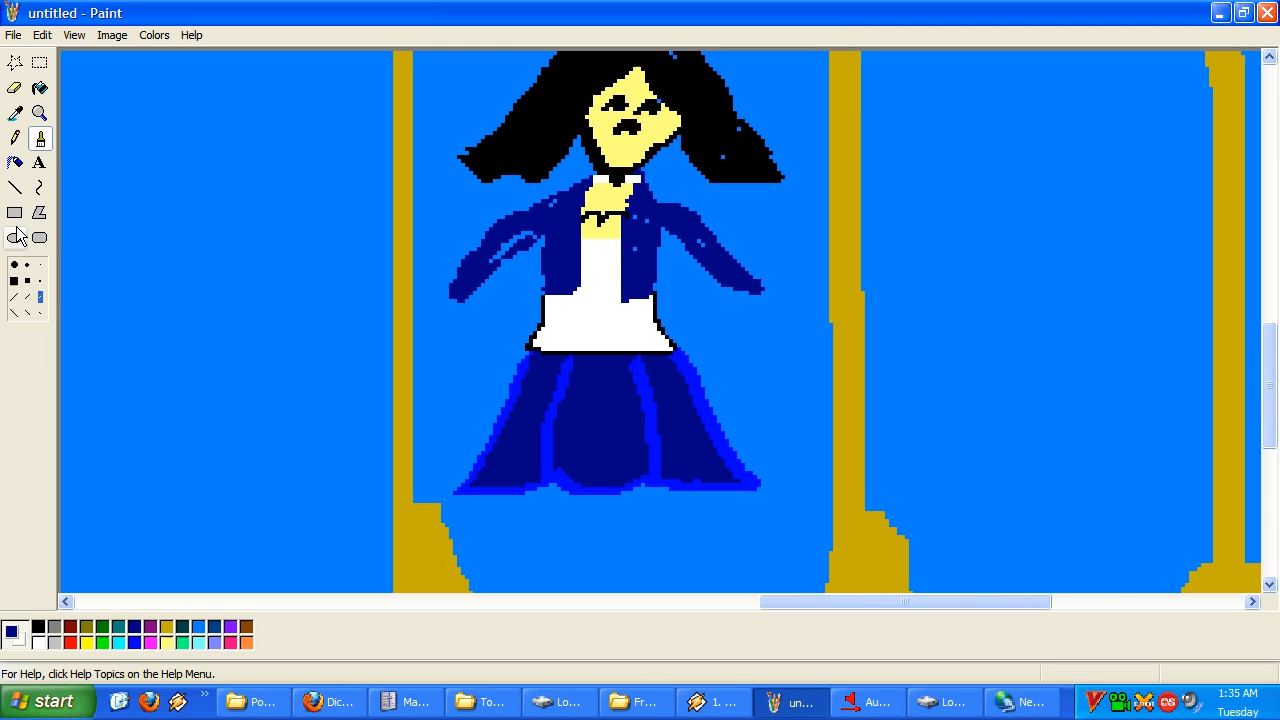 untitled - Paint
File Edit View Image Colors Help
A
For Help, click Help Topics on the Help Menu.
start
Po...
Dic...
Ma...
To...
Lo...
Fr...
1. ...
un...
Au...
Lo...
Ne...
1:35 AM
Tuesday